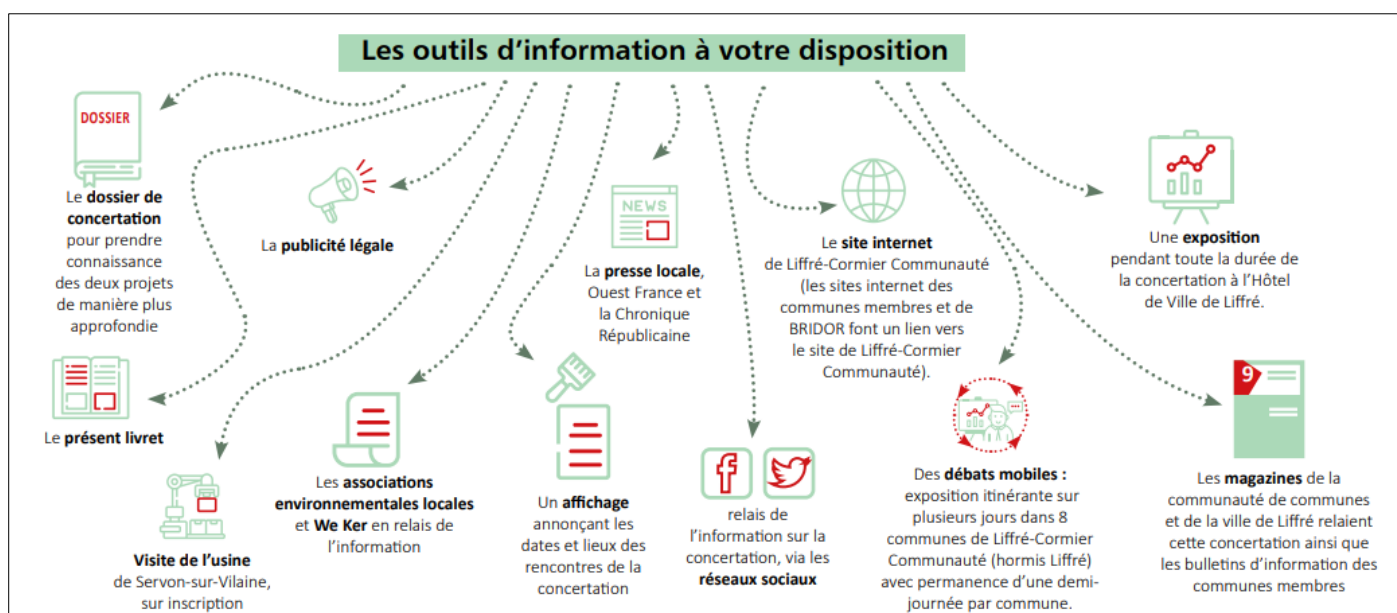 Les outils d'information à votre disposition
DOSSIER
Le dossier de
concertation
pour prendre
connaissance
des deux projets
de manière plus
approfondie
La publicité légale
NEWS
La presse locale,
Ouest France et
la Chronique
Républicaine
Le site internet
de Liffré-Cormier Communauté
(les sites internet des
communes membres et de
BRIDOR font un lien vers
le site de Liffré-Cormier
Communauté).
Une exposition
pendant toute la durée de
la concertation à l'Hôtel
de Ville de Liffré.
Le présent livret
Visite de l'usine
de Servon-sur-Vilaine,
sur inscription
Les associations
environnementales locales
et We Ker en relais de
l'information
Un affichage
annonçant les
dates et lieux des
rencontres de la
concertation
f
relais de
l'information sur la
concertation, via les
réseaux sociaux
Des débats mobiles :
exposition itinérante sur
plusieurs jours dans 8
communes de Liffré-Cormier
Communauté (hormis Liffré)
avec permanence d'une demi-
journée par commune.
9
Les magazines de la
communauté de communes
et de la ville de Liffré relaient
cette concertation ainsi que
les bulletins d'information des
communes membres